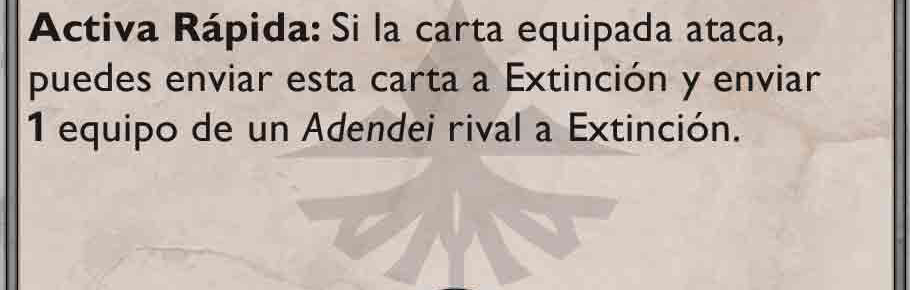 Activa Rápida: Si la carta equipada ataca,
puedes enviar esta carta a Extinción y enviar
1 equipo de un Adendei rival a Extinción.